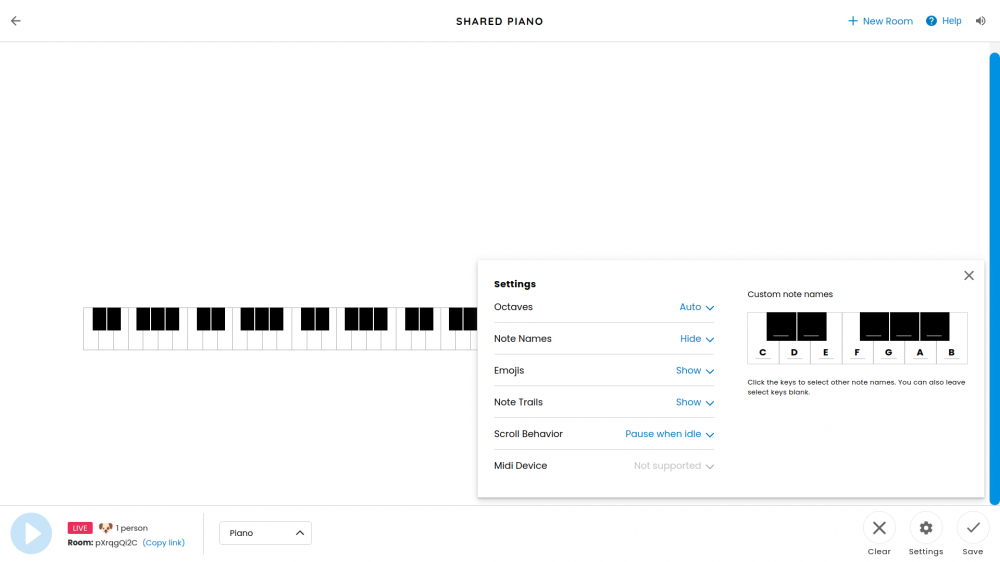 SHARED PIANO
New Room
Help
Settings
Octaves Auto
Note Names Hide
Emojis Show
Note Trails Show
Scroll Behavior Pause when idle
Midi Device Not supported
Custom note names
C D E F G A B
Click the keys to select other note names. You can also leave
select keys blank.
LIVE 1 person
Room: pXrqgQi2C (Copy link)
Piano
Clear
Settings
Save